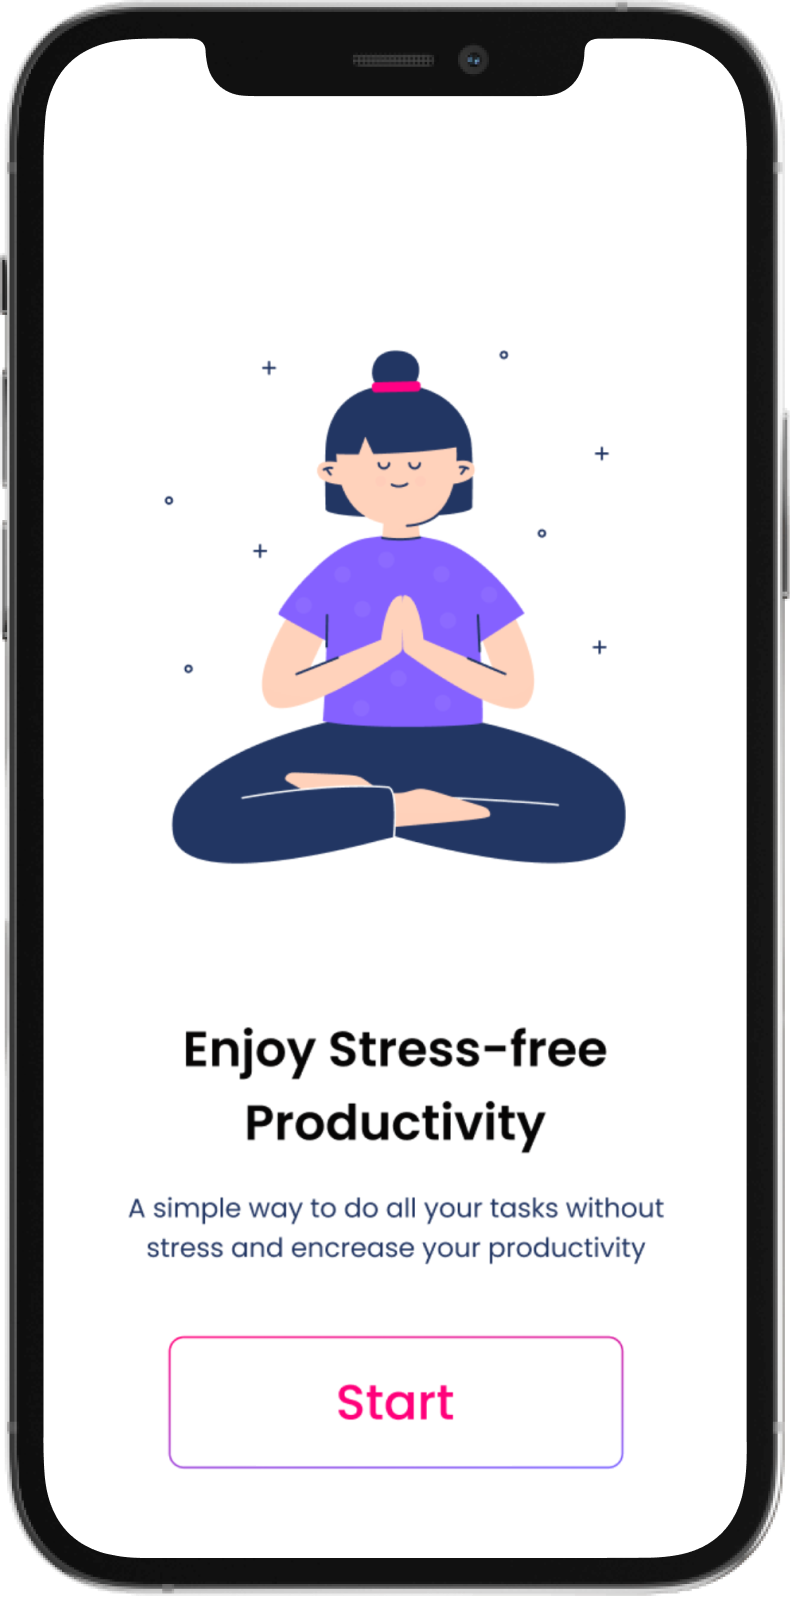 Enjoy Stress-free
Productivity
A simple way to do all your tasks without
stress and encrease your productivity
Start